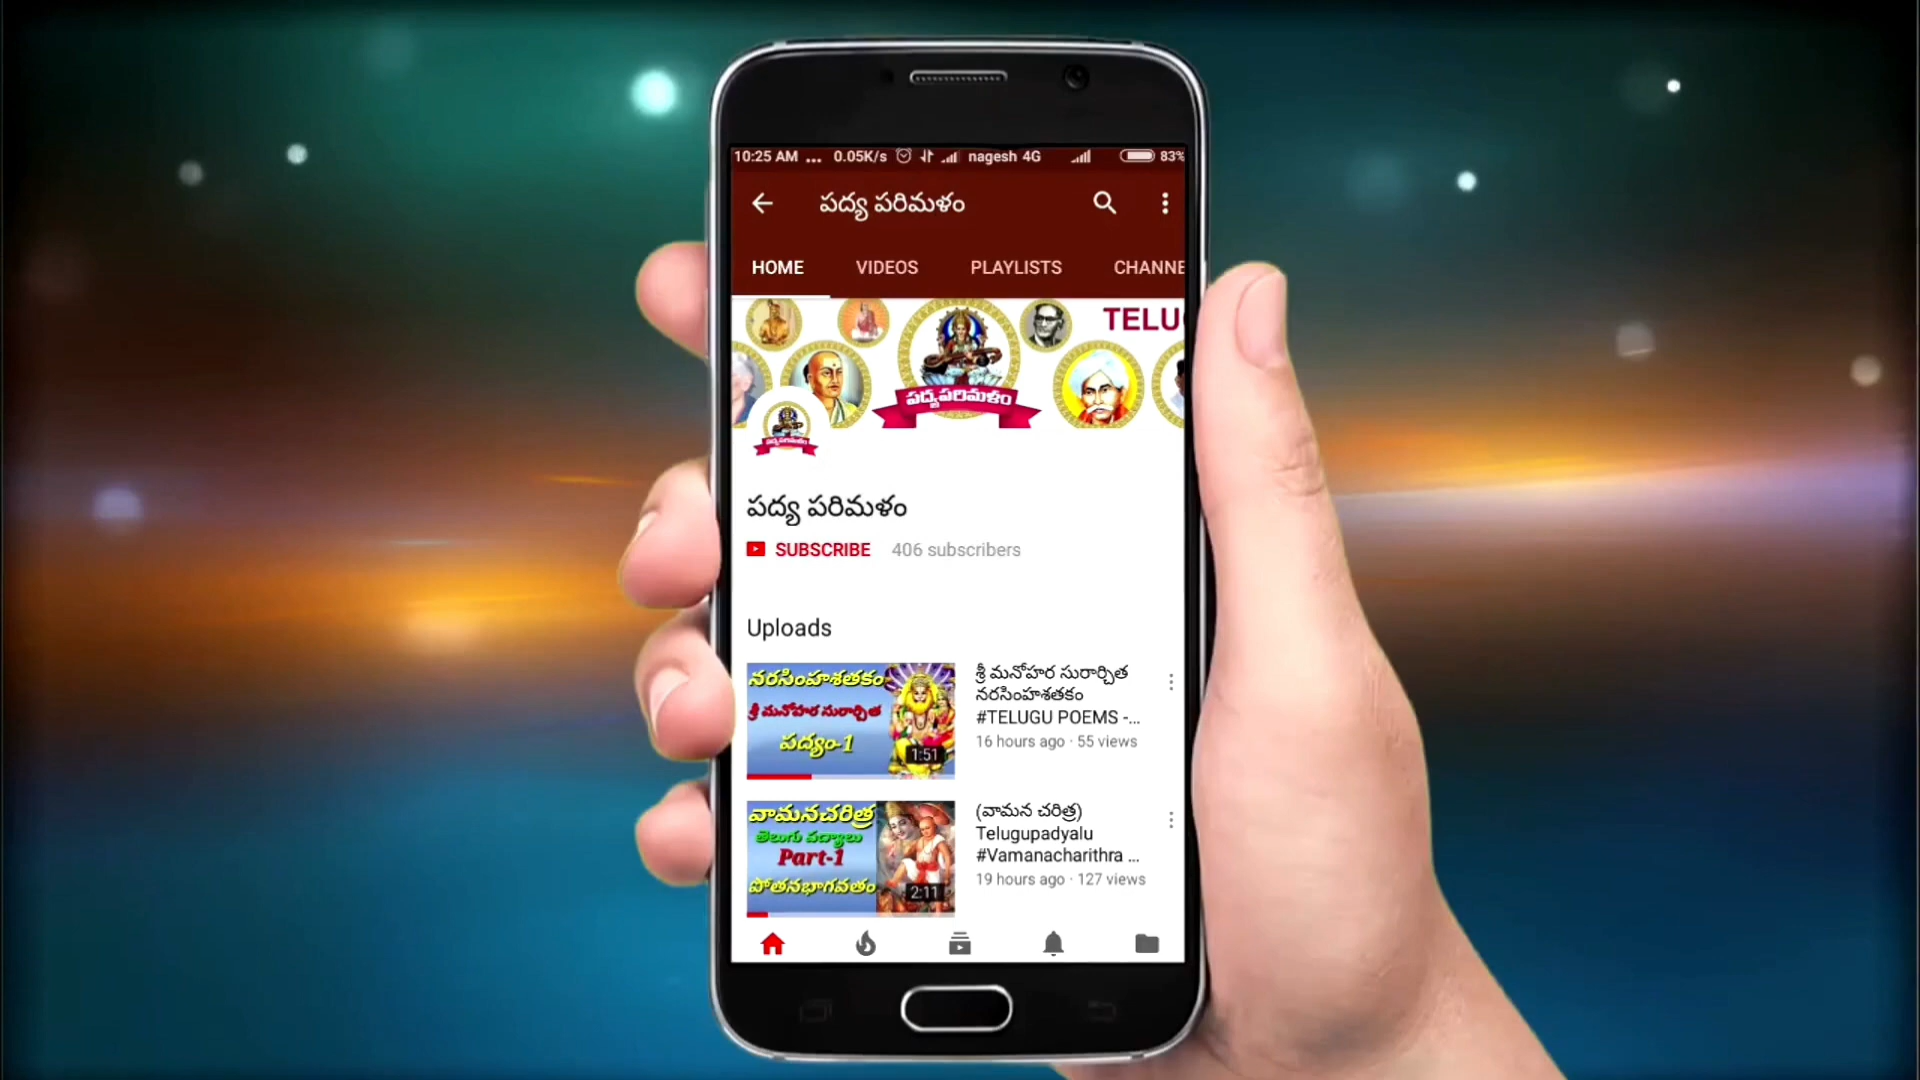 10:25 AM ... 0.05K/s nagesh 4G 83%
పద్య పరిమళం
HOME VIDEOS PLAYLISTS CHANNE
TELU
పద్యపరిమళం
పద్యపరిమళం
పద్య పరిమళం
SUBSCRIBE 406 subscribers
Uploads
నరసింహశతకం
శ్రీ మనోహర సురార్చిత
పద్యం-1
1:51
శ్రీ మనోహర సురార్చిత
నరసింహశతకం
#TELUGU POEMS -...
16 hours ago · 55 views
వామనచరిత్ర
తెలుగు పద్యాలు
Part-1
పోతనభాగవతం
2:11
(వామన చరిత్ర)
Telugupadyalu
#Vamanacharithra ...
19 hours ago · 127 views